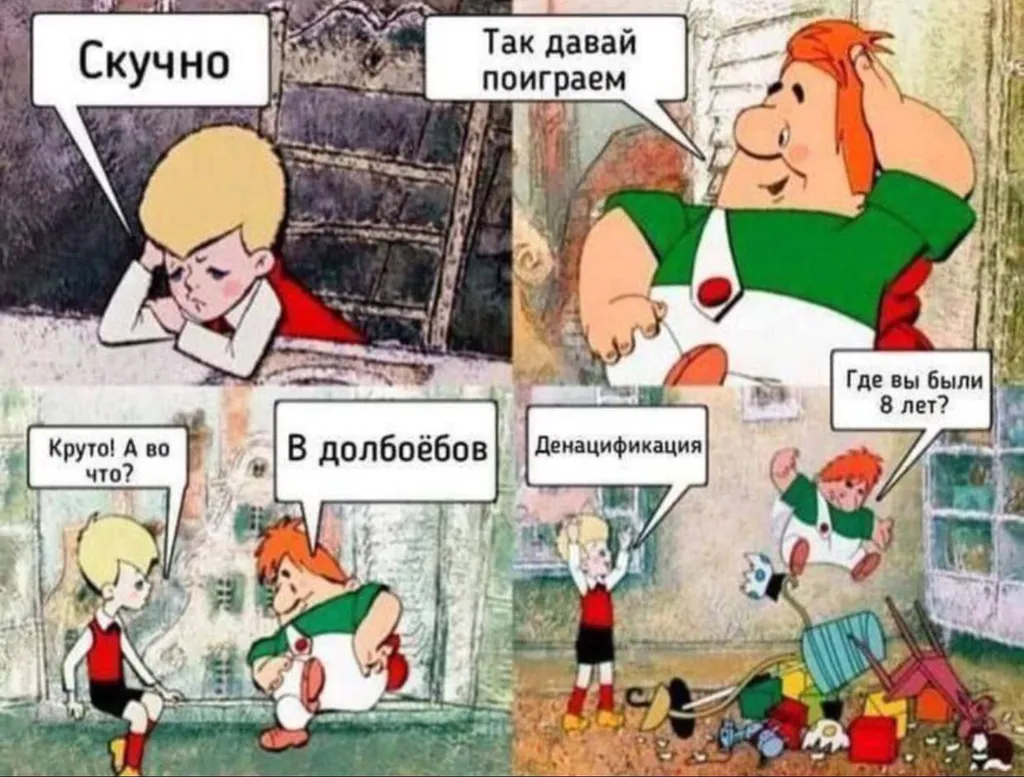 Скучно
Так давай
поиграем
Круто! А во
что?
В долбоёбов
Денацификация
Где вы были
8 лет?